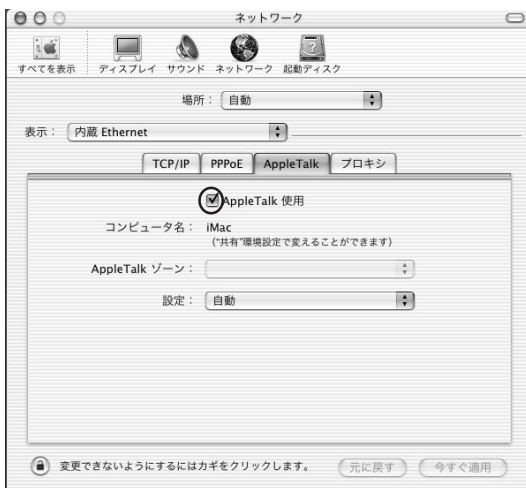 ネットワーク
すべてを表示 ディスプレイ サウンド ネットワーク 起動ディスク
場所： 自動
表示： 内蔵 Ethernet
TCP/IP PPPoE AppleTalk プロキシ
AppleTalk 使用
コンピュータ名： iMac
（“共有”環境設定で変えることができます）
AppleTalk ゾーン：
設定： 自動
変更できないようにするにはカギをクリックします。 元に戻す 今すぐ適用